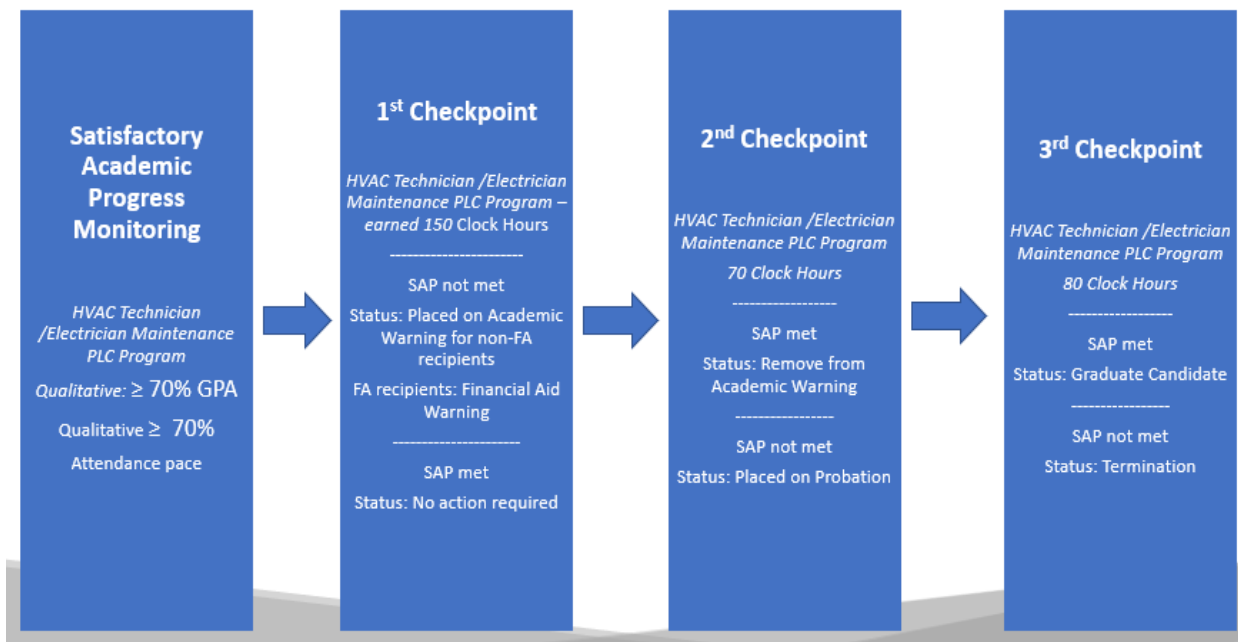 Satisfactory
Academic
Progress
Monitoring
HVAC Technician
/Electrician Maintenance
PLC Program
Qualitative: ≥ 70% GPA
Qualitative ≥ 70%
Attendance pace
1st Checkpoint
HVAC Technician /Electrician
Maintenance PLC Program –
earned 150 Clock Hours
-----------------------
SAP not met
Status: Placed on Academic
Warning for non-FA
recipients
FA recipients: Financial Aid
Warning
----------------------
SAP met
Status: No action required
2nd Checkpoint
HVAC Technician /Electrician
Maintenance PLC Program
70 Clock Hours
------------------
SAP met
Status: Remove from
Academic Warning
-----------------
SAP not met
Status: Placed on Probation
3rd Checkpoint
HVAC Technician /Electrician
Maintenance PLC Program
80 Clock Hours
------------------
SAP met
Status: Graduate Candidate
-----------------
SAP not met
Status: Termination